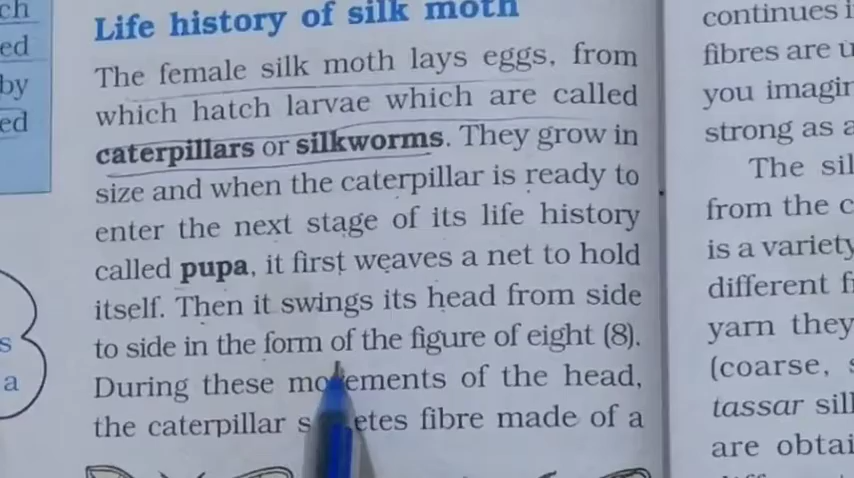 ch
ed
by
ed
s
a
Life history of silk moth
The female silk moth lays eggs, from
which hatch larvae which are called
caterpillars or silkworms. They grow in
size and when the caterpillar is ready to
enter the next stage of its life history
called pupa, it first weaves a net to hold
itself. Then it swings its head from side
to side in the form of the figure of eight (8).
During these movements of the head,
the caterpillar fibre made of a
continues
fibres are
you
strong as a
The
from the
is a variety
different
yarn they
(coarse,
tassar
are